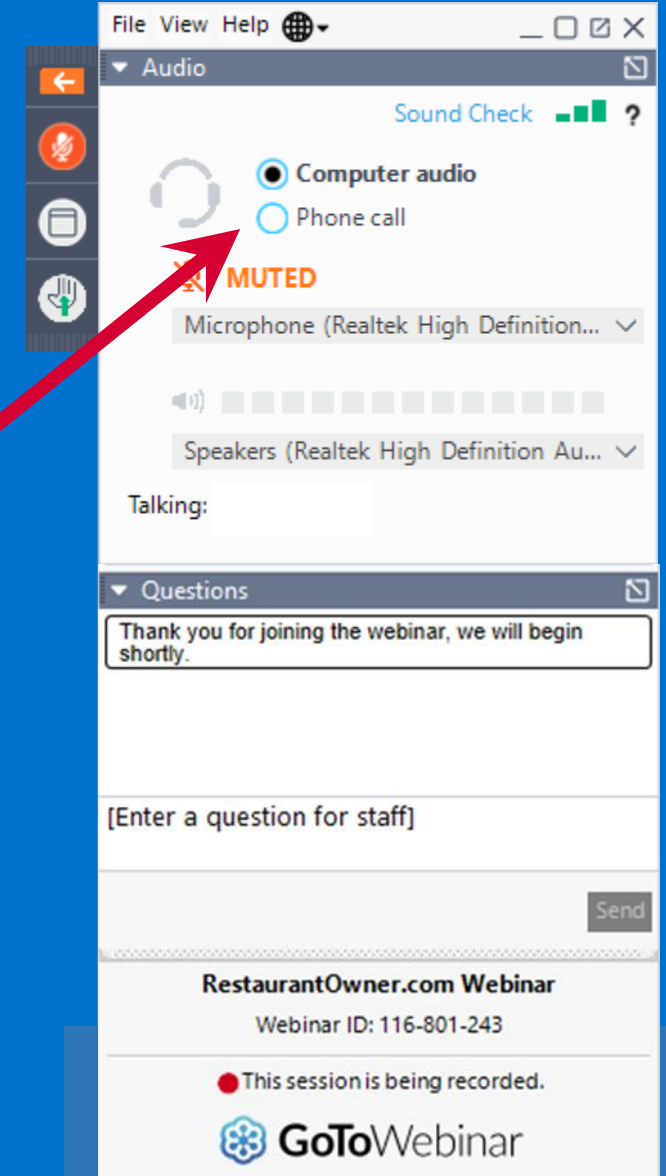 File View Help
Audio
Sound Check ?
Computer audio
Phone call
MUTED
Microphone (Realtek High Definition...
Speakers (Realtek High Definition Au...
Talking:
Questions
Thank you for joining the webinar, we will begin
shortly.
[Enter a question for staff]
Send
RestaurantOwner.com Webinar
Webinar ID: 116-801-243
This session is being recorded.
GoToWebinar